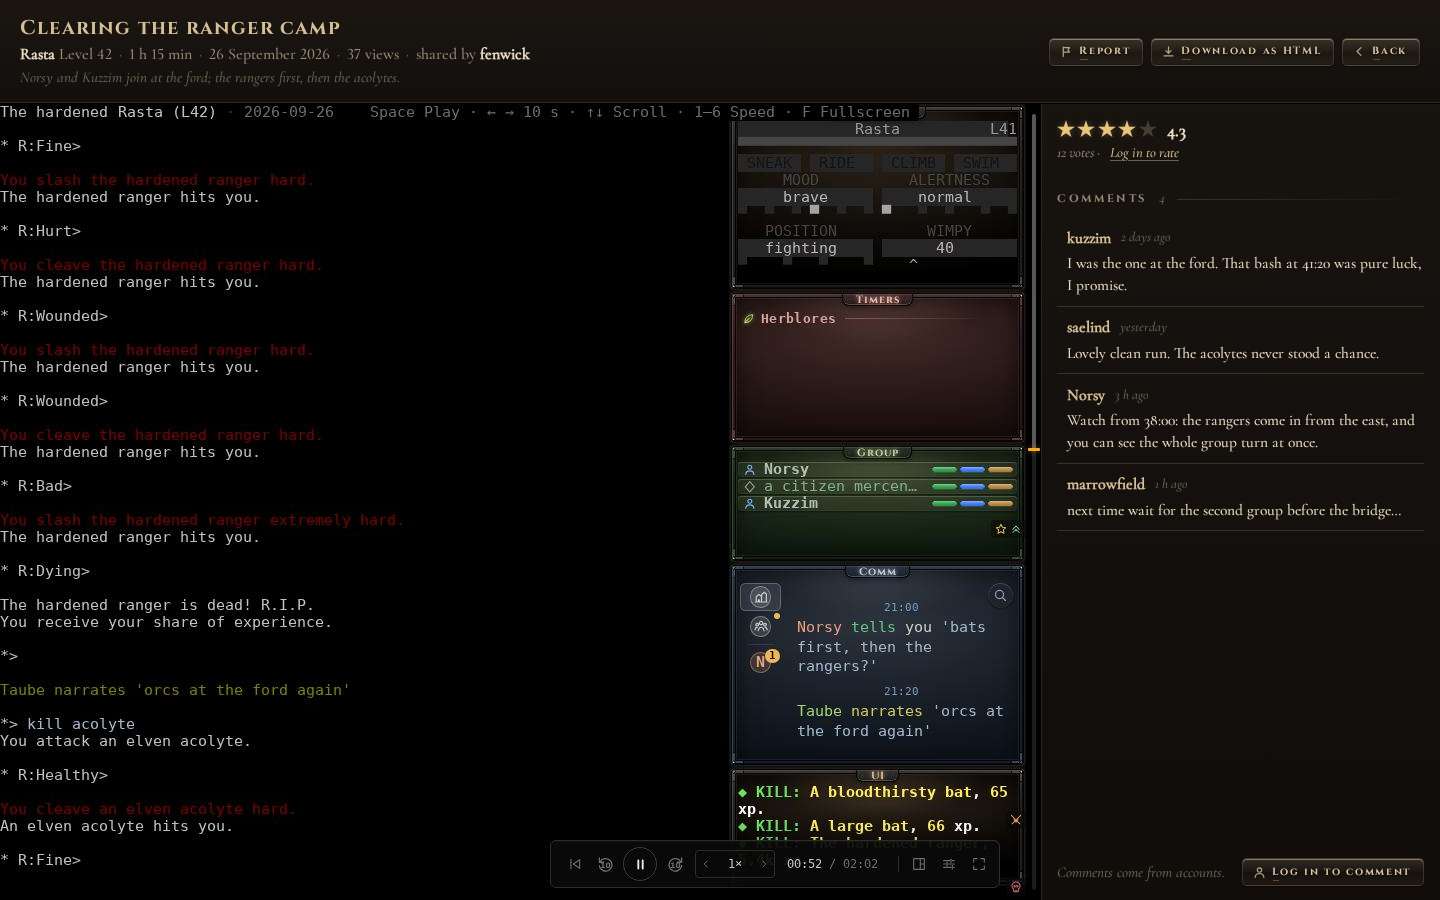 Clearing the ranger camp
Rasta Level 42 · 1 h 15 min · 26 September 2026 · 37 views · shared by fenwick
Norsy and Kuzzim join at the ford; the rangers first, then the acolytes.
Report
Download as HTML
Back
The hardened Rasta (L42) · 2026-09-26 Space Play · ← → 10 s · ↑↓ Scroll · 1–6 Speed · F Fullscreen
* R:Fine>
You slash the hardened ranger hard.
The hardened ranger hits you.
* R:Hurt>
You cleave the hardened ranger hard.
The hardened ranger hits you.
* R:Wounded>
You slash the hardened ranger hard.
The hardened ranger hits you.
* R:Wounded>
You cleave the hardened ranger hard.
The hardened ranger hits you.
* R:Bad>
You slash the hardened ranger extremely hard.
The hardened ranger hits you.
* R:Dying>
The hardened ranger is dead! R.I.P.
You receive your share of experience.
*>
Taube narrates 'orcs at the ford again'
*> kill acolyte
You attack an elven acolyte.
* R:Healthy>
You cleave an elven acolyte hard.
An elven acolyte hits you.
* R:Fine>
Rasta L41
SNEAK RIDE CLIMB SWIM
MOOD ALERTNESS
brave normal
POSITION WIMPY
fighting 40
Timers
Herblores
Group
Norsy
a citizen mercen…
Kuzzim
Comm
21:00
Norsy tells you 'bats
first, then the
rangers?'
N 1
21:20
Taube narrates 'orcs at
the ford again'
UI
◆ KILL: A bloodthirsty bat, 65
xp.
◆ KILL: A large bat, 66 xp.
◆ KILL: The hardened ranger,
10 10 1× 00:52 / 02:02
★★★★★ 4.3
12 votes · Log in to rate
Comments 4
kuzzim 2 days ago
I was the one at the ford. That bash at 41:20 was pure luck,
I promise.
saelind yesterday
Lovely clean run. The acolytes never stood a chance.
Norsy 3 h ago
Watch from 38:00: the rangers come in from the east, and
you can see the whole group turn at once.
marrowfield 1 h ago
next time wait for the second group before the bridge…
Comments come from accounts.
Log in to comment